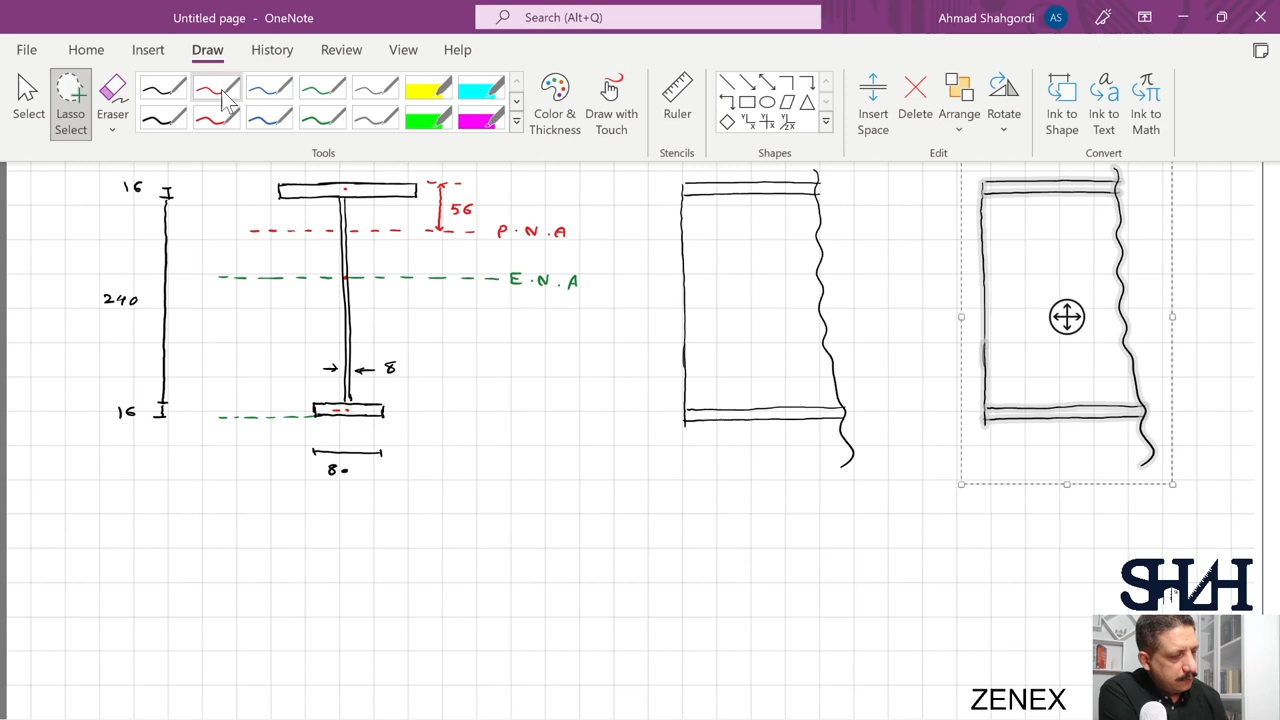 Untitled page - OneNote
Search (Alt+Q)
Ahmad Shahgordi
AS
File
Home
Insert
Draw
History
Review
View
Help
Select
Lasso
Select
Eraser
Color &
Thickness
Draw with
Touch
Ruler
Insert
Space
Delete
Arrange
Rotate
Ink to
Shape
Ink to
Text
Ink to
Math
Tools
Stencils
Shapes
Edit
Convert
16
56
P.N.A
E.N.A
240
8
16
80
SHAH
ZENEX